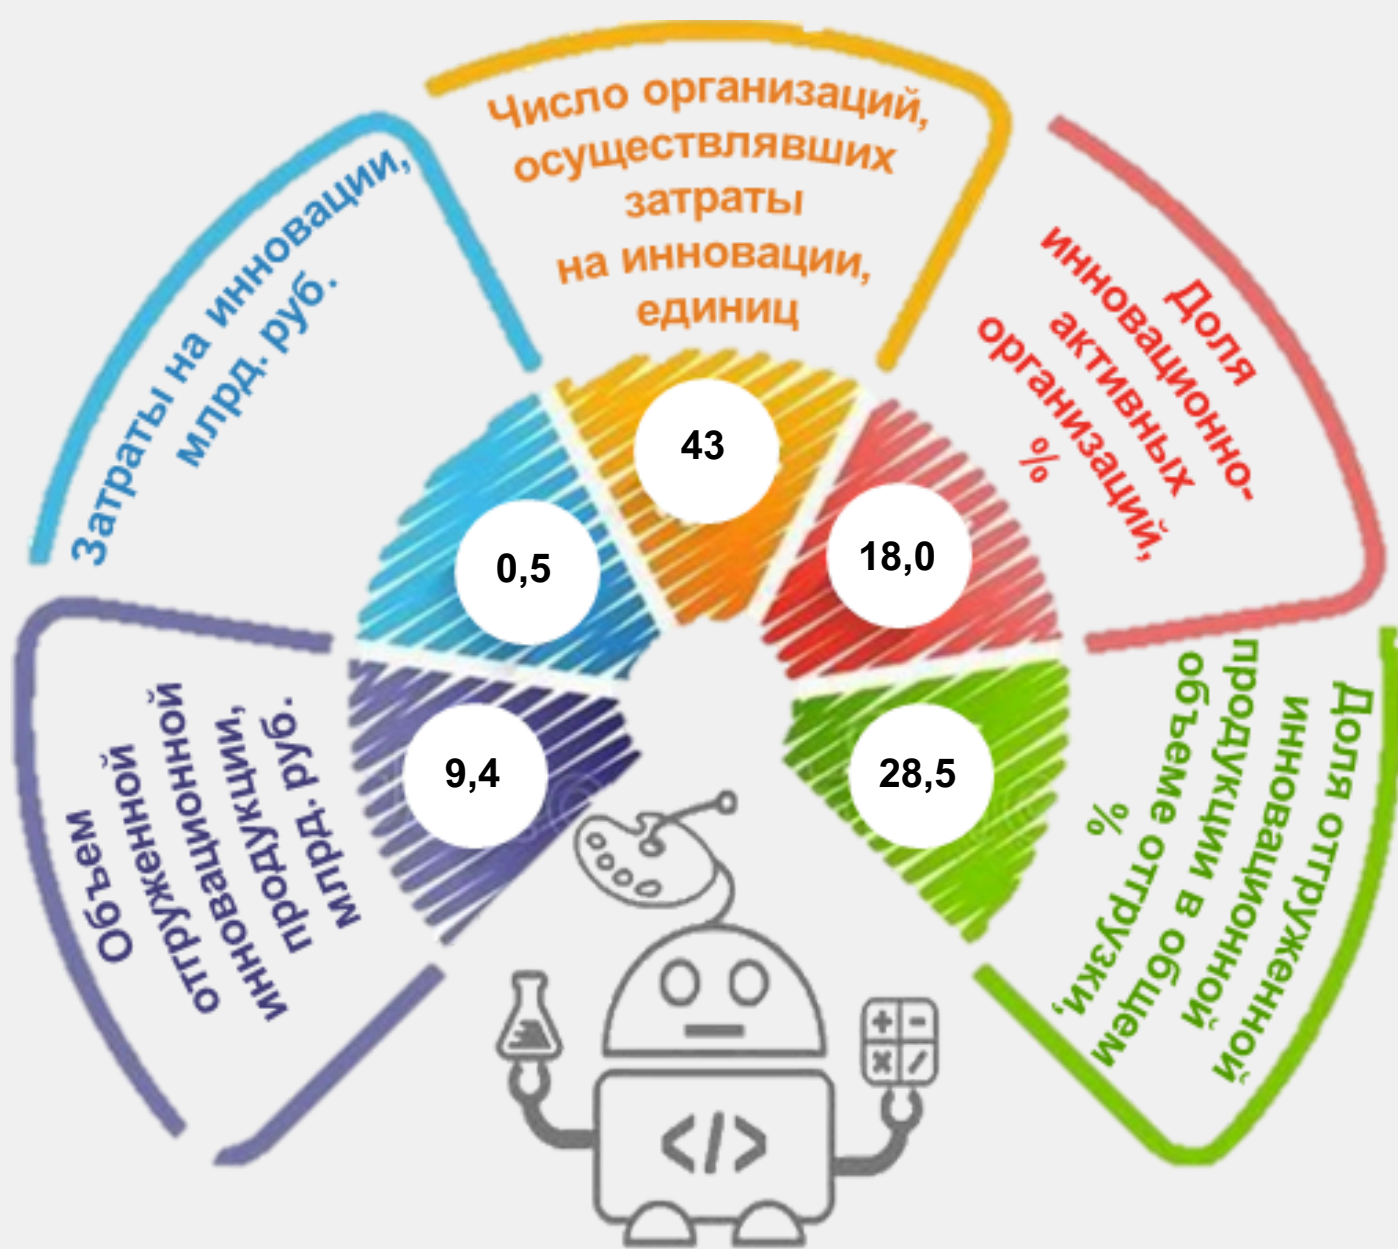 Число организаций,
осуществлявших
затраты
на инновации,
единиц
43
Затраты на инновации,
млрд. руб.
0,5
Доля
инновационно-
активных
организаций,
%
18,0
Объем
отгруженной
инновационной
продукции,
млрд. руб.
9,4
Доля отгруженной
инновационной
продукции в общем
объеме отгрузки,
%
28,5
+ -
× /
</>